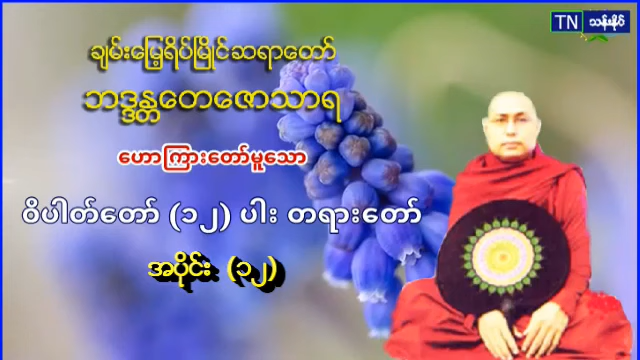 TN သန်းနိုင်
ချမ်းမြေ့ရိပ်မြိုင်ဆရာတော်
ဘဒ္ဒန္တတေဇောသာရ
ဟောကြားတော်မူသော
ဝိပါတ်တော် (၁၂) ပါး တရားတော်
အပိုင်း (၁၂)